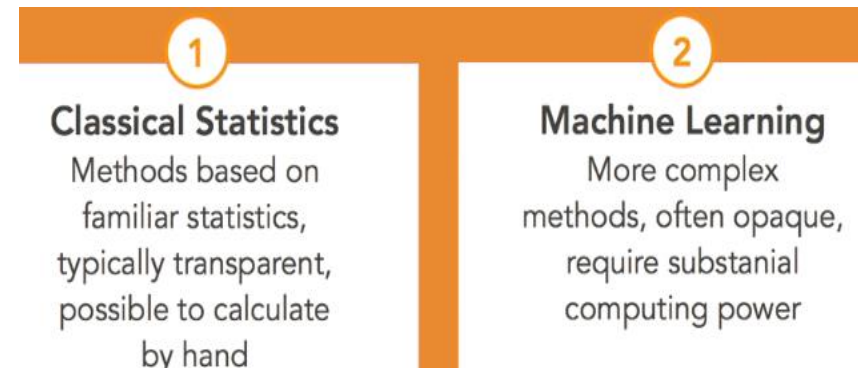 1
Classical Statistics
Methods based on
familiar statistics,
typically transparent,
possible to calculate
by hand
2
Machine Learning
More complex
methods, often opaque,
require substanial
computing power